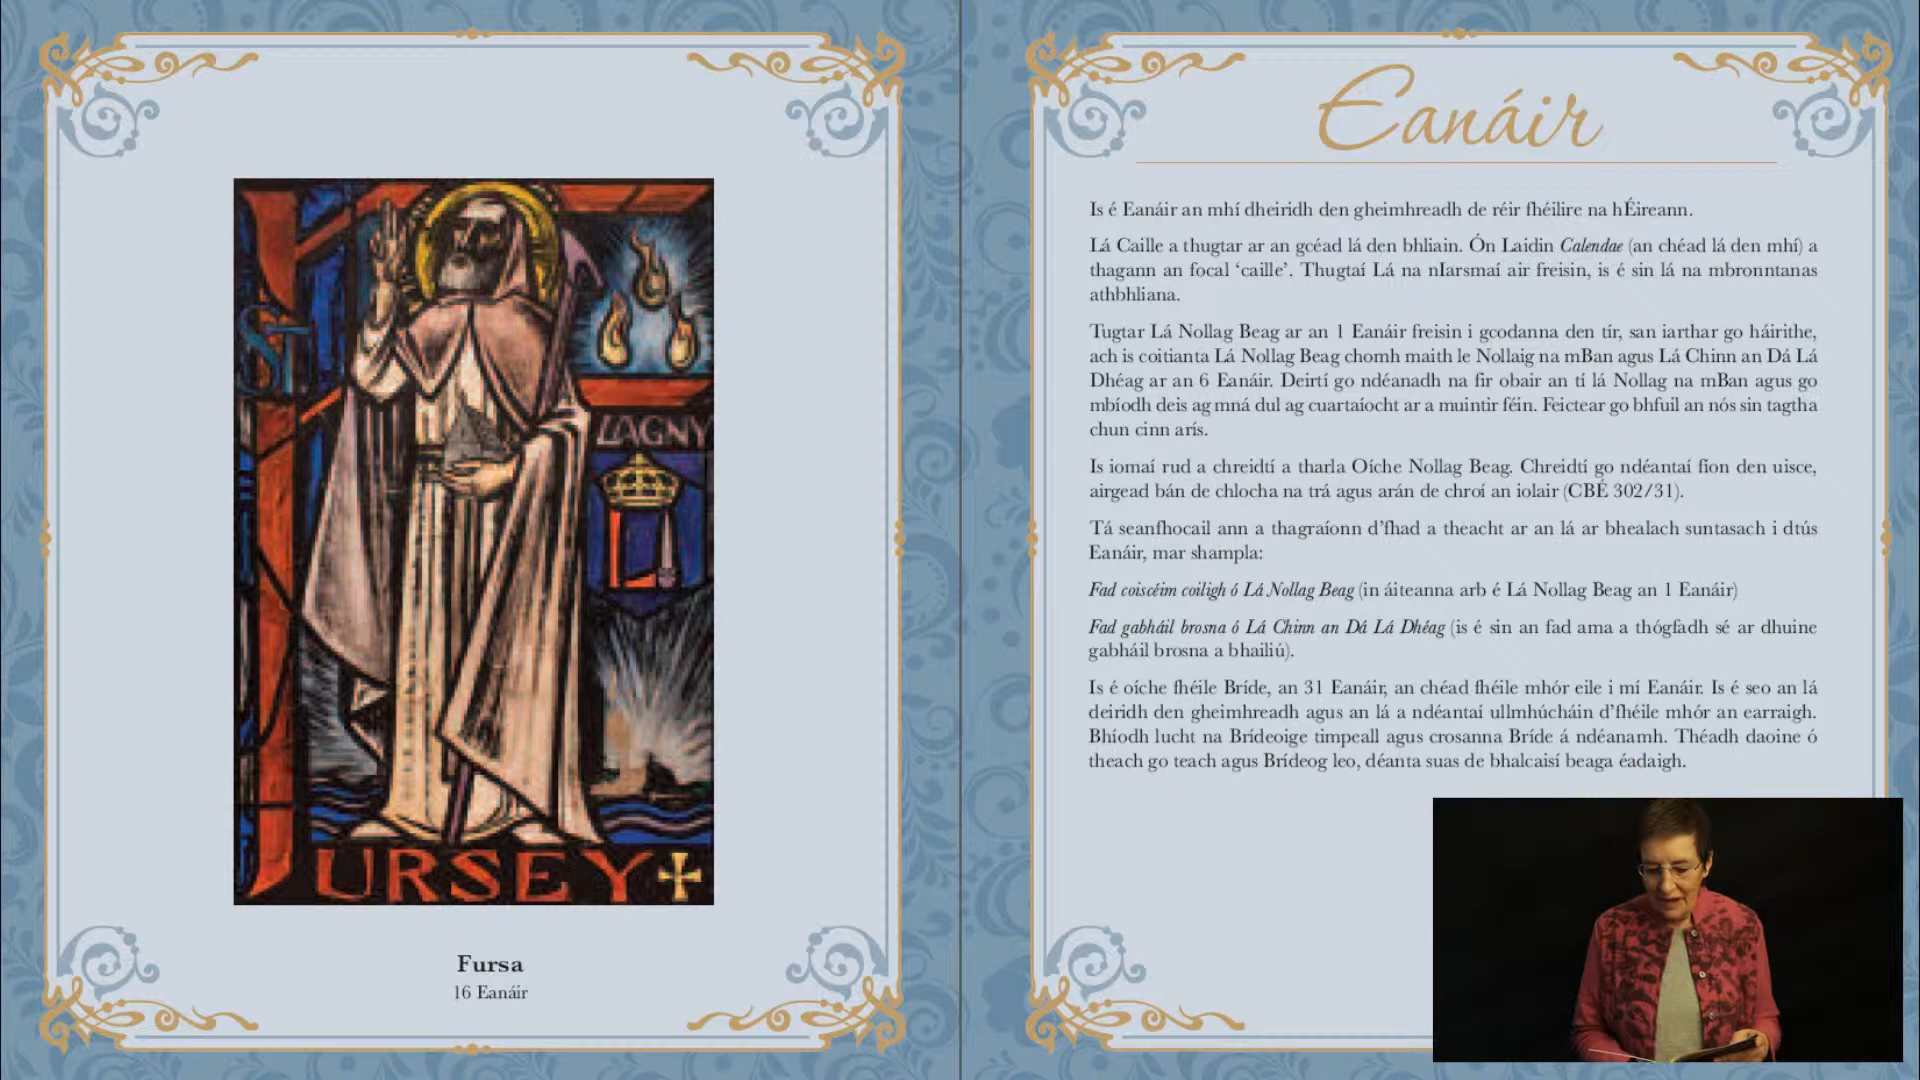 ST
LAGNY
L
FURSEY
Fursa
16 Eanáir
Eanáir
Is é Eanáir an mhí dheiridh den gheimhreadh de réir fhéilire na hÉireann.
Lá Caille a thugtar ar an gcéad lá den bhliain. Ón Laidin Calendae (an chéad lá den mhí) a
thagann an focal ‘caille’. Thugtaí Lá na nIarsmaí air freisin, is é sin lá na mbronntanas
athbhliana.
Tugtar Lá Nollag Beag ar an 1 Eanáir freisin i gcodanna den tír, san iarthar go háirithe,
ach is coitianta Lá Nollag Beag chomh maith le Nollaig na mBan agus Lá Chinn an Dá Lá
Dhéag ar an 6 Eanáir. Deirtí go ndéanadh na fir obair an tí lá Nollag na mBan agus go
mbíodh deis ag mná dul ag cuartaíocht ar a muintir féin. Feictear go bhfuil an nós sin tagtha
chun cinn arís.
Is iomaí rud a chreidtí a tharla Oíche Nollag Beag. Chreidtí go ndéantaí fíon den uisce,
airgead bán de chlocha na trá agus arán de chroí an iolair (CBÉ 302/31).
Tá seanfhocail ann a thagraíonn d’fhad a theacht ar an lá ar bhealach suntasach i dtús
Eanáir, mar shampla:
Fad coiscéim coiligh ó Lá Nollag Beag (in áiteanna arb é Lá Nollag Beag an 1 Eanáir)
Fad gabháil brosna ó Lá Chinn an Dá Lá Dhéag (is é sin an fad ama a thógfadh sé ar dhuine
gabháil brosna a bhailiú).
Is é oíche fhéile Bríde, an 31 Eanáir, an chéad fhéile mhór eile i mí Eanáir. Is é seo an lá
deiridh den gheimhreadh agus an lá a ndéantaí ullmhúcháin d’fhéile mhór an earraigh.
Bhíodh lucht na Brídeoige timpeall agus crosanna Bríde á ndéanamh. Théadh daoine ó
theach go teach agus Brídeog leo, déanta suas de bhalcaisí beaga éadaigh.